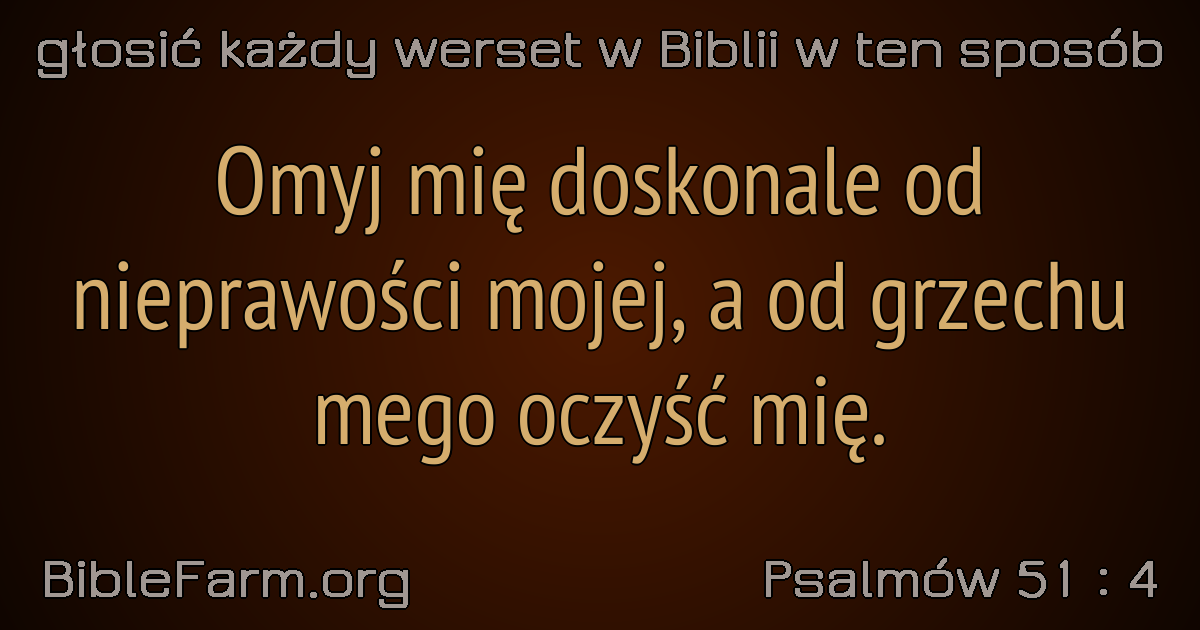 głosić każdy werset w Biblii w ten sposób
Omyj mię doskonale od
nieprawości mojej, a od grzechu
mego oczyść mię.
BibleFarm.org
Psalmów 51 : 4